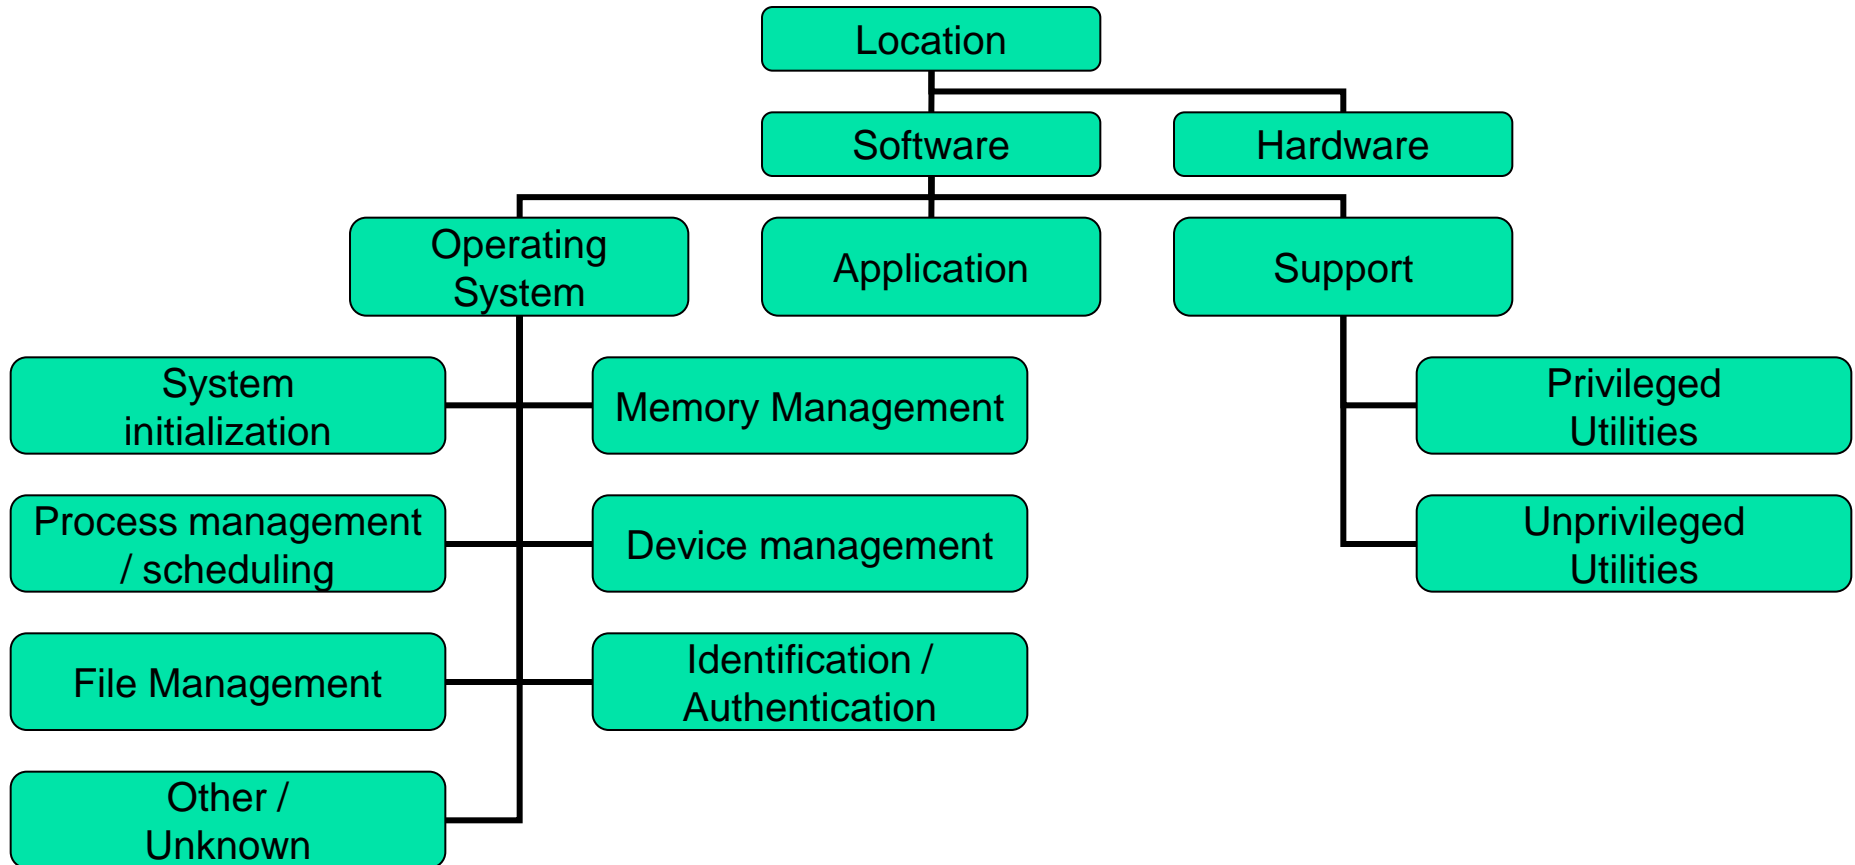 Location
Software
Hardware
Operating
System
Application
Support
System
initialization
Memory Management
Privileged
Utilities
Process management
/ scheduling
Device management
Unprivileged
Utilities
File Management
Identification /
Authentication
Other /
Unknown